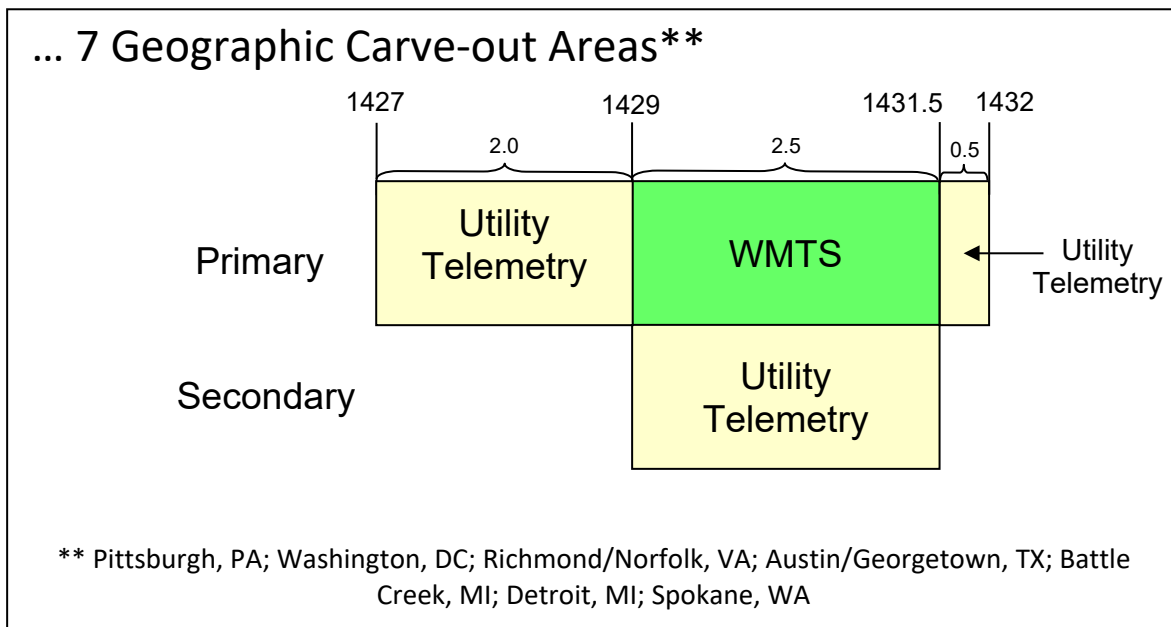 ... 7 Geographic Carve-out Areas**
1427
1429
1431.5
1432
2.0
2.5
0.5
Primary
Utility
Telemetry
WMTS
Utility
Telemetry
Secondary
Utility
Telemetry
** Pittsburgh, PA; Washington, DC; Richmond/Norfolk, VA; Austin/Georgetown, TX; Battle
Creek, MI; Detroit, MI; Spokane, WA